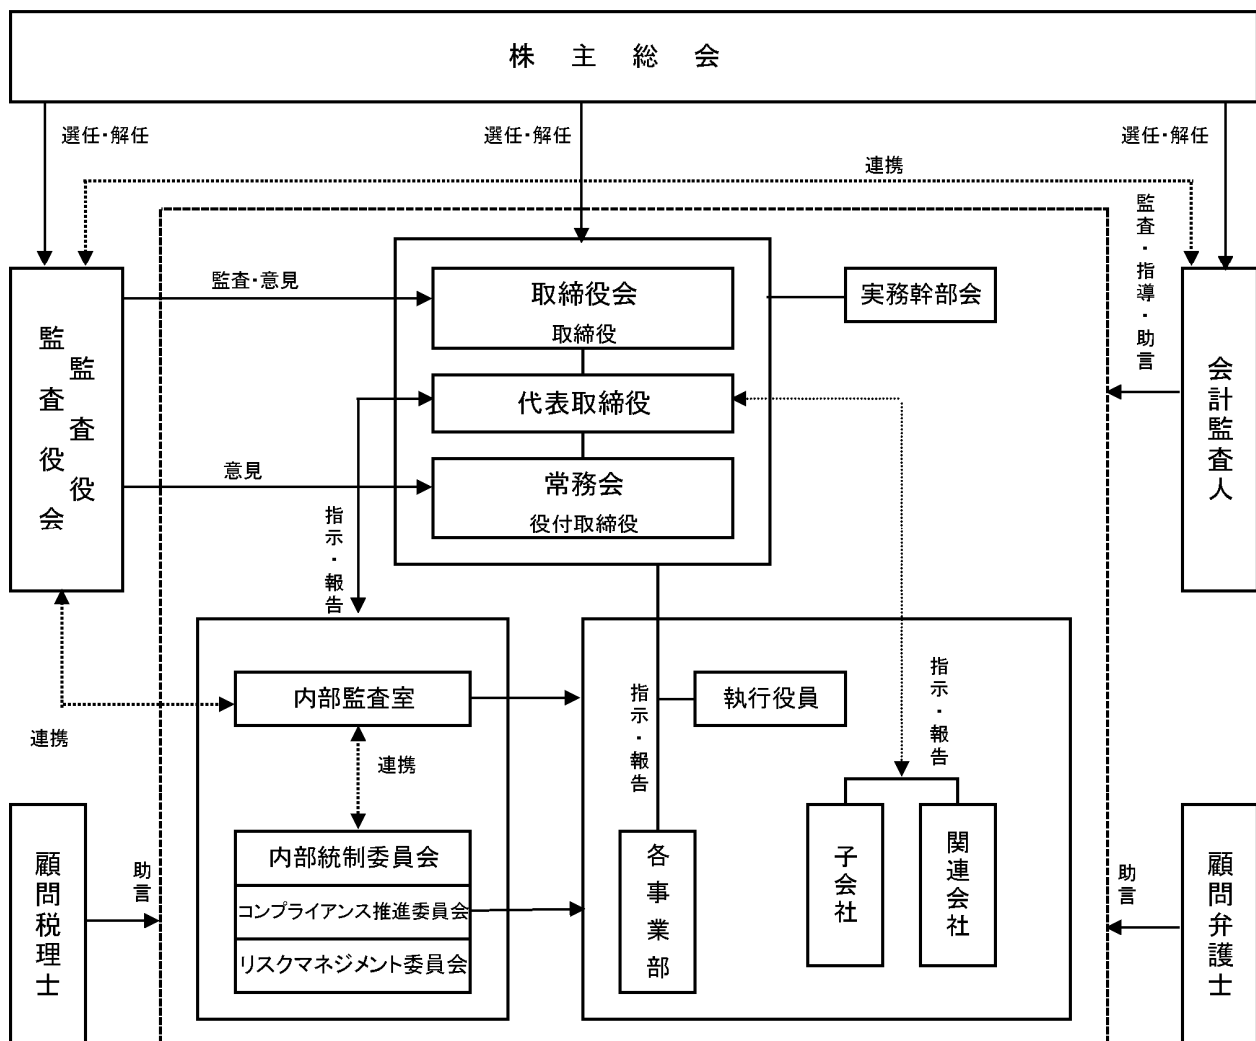 株主総会
選任・解任
選任・解任
選任・解任
連携
監査・指導・助言
監査役会
監査役
監査・意見
取締役会
取締役
実務幹部会
代表取締役
会計監査人
意見
常務会
役付取締役
指示・報告
内部監査室
執行役員
指示・報告
指示・報告
連携
連携
内部統制委員会
コンプライアンス推進委員会
リスクマネジメント委員会
各事業部
子会社
関連会社
顧問税理士
助言
助言
顧問弁護士